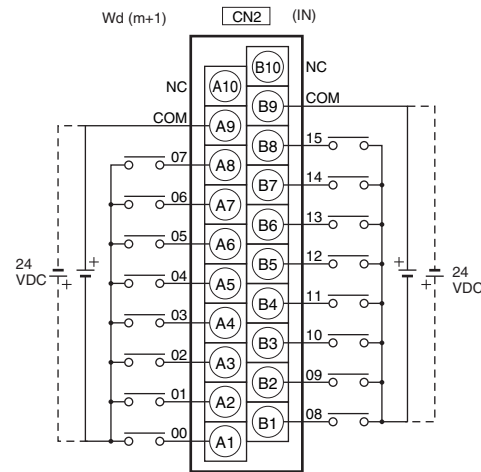 Wd (m+1) CN2 (IN)
NC A10 B10 NC
COM A9 B9 COM
07 A8 B8 15
06 A7 B7 14
05 A6 B6 13
04 A5 B5 12
03 A4 B4 11
02 A3 B3 10
01 A2 B2 09
00 A1 B1 08
24
VDC
+
+
24
VDC
+
+